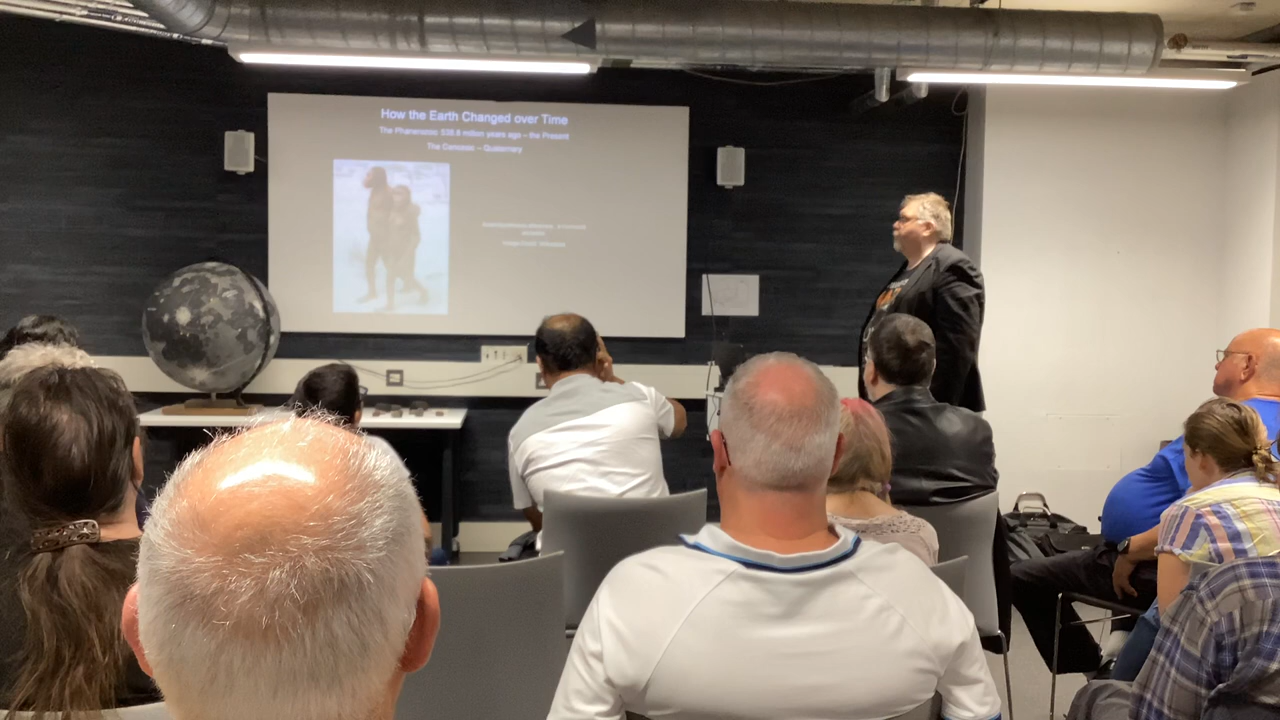 How the Earth Changed over Time
The Phanerozoic 538.8 million years ago – the Present
The Cenozoic – Quaternary